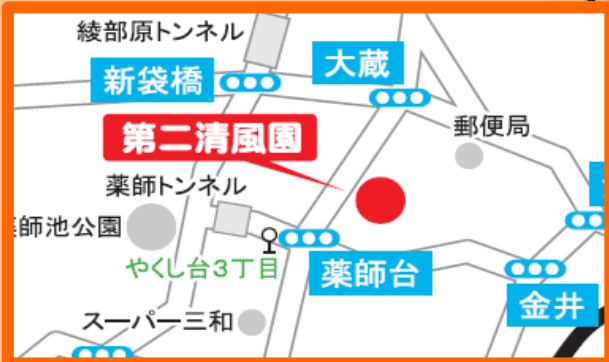 綾部原トンネル
新袋橋
大蔵
第二清風園
郵便局
薬師トンネル
師池公園
やくし台3丁目
薬師台
金井
スーパー三和